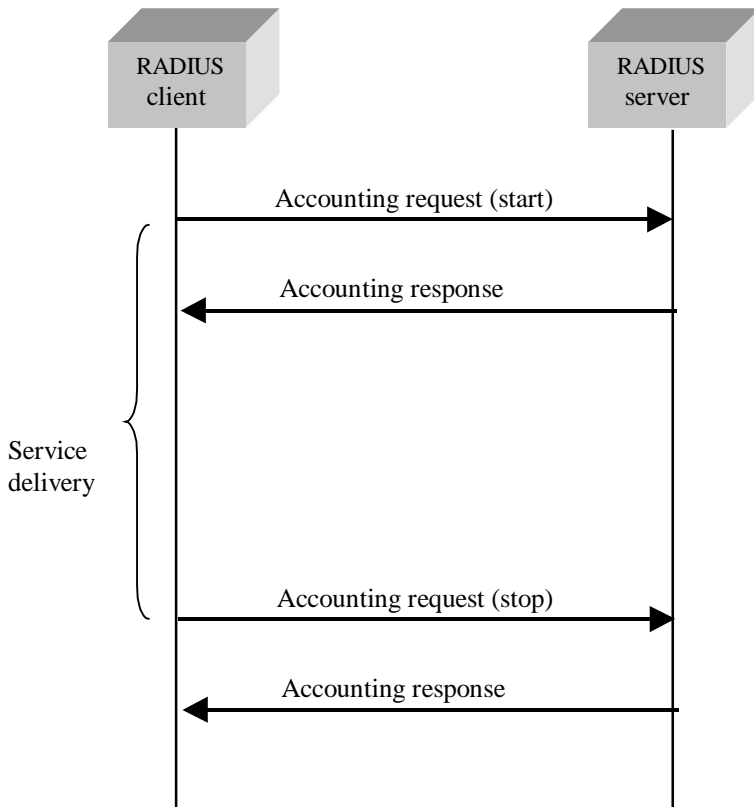 RADIUS
client
RADIUS
server
Accounting request (start)
Accounting response
Service
delivery
Accounting request (stop)
Accounting response